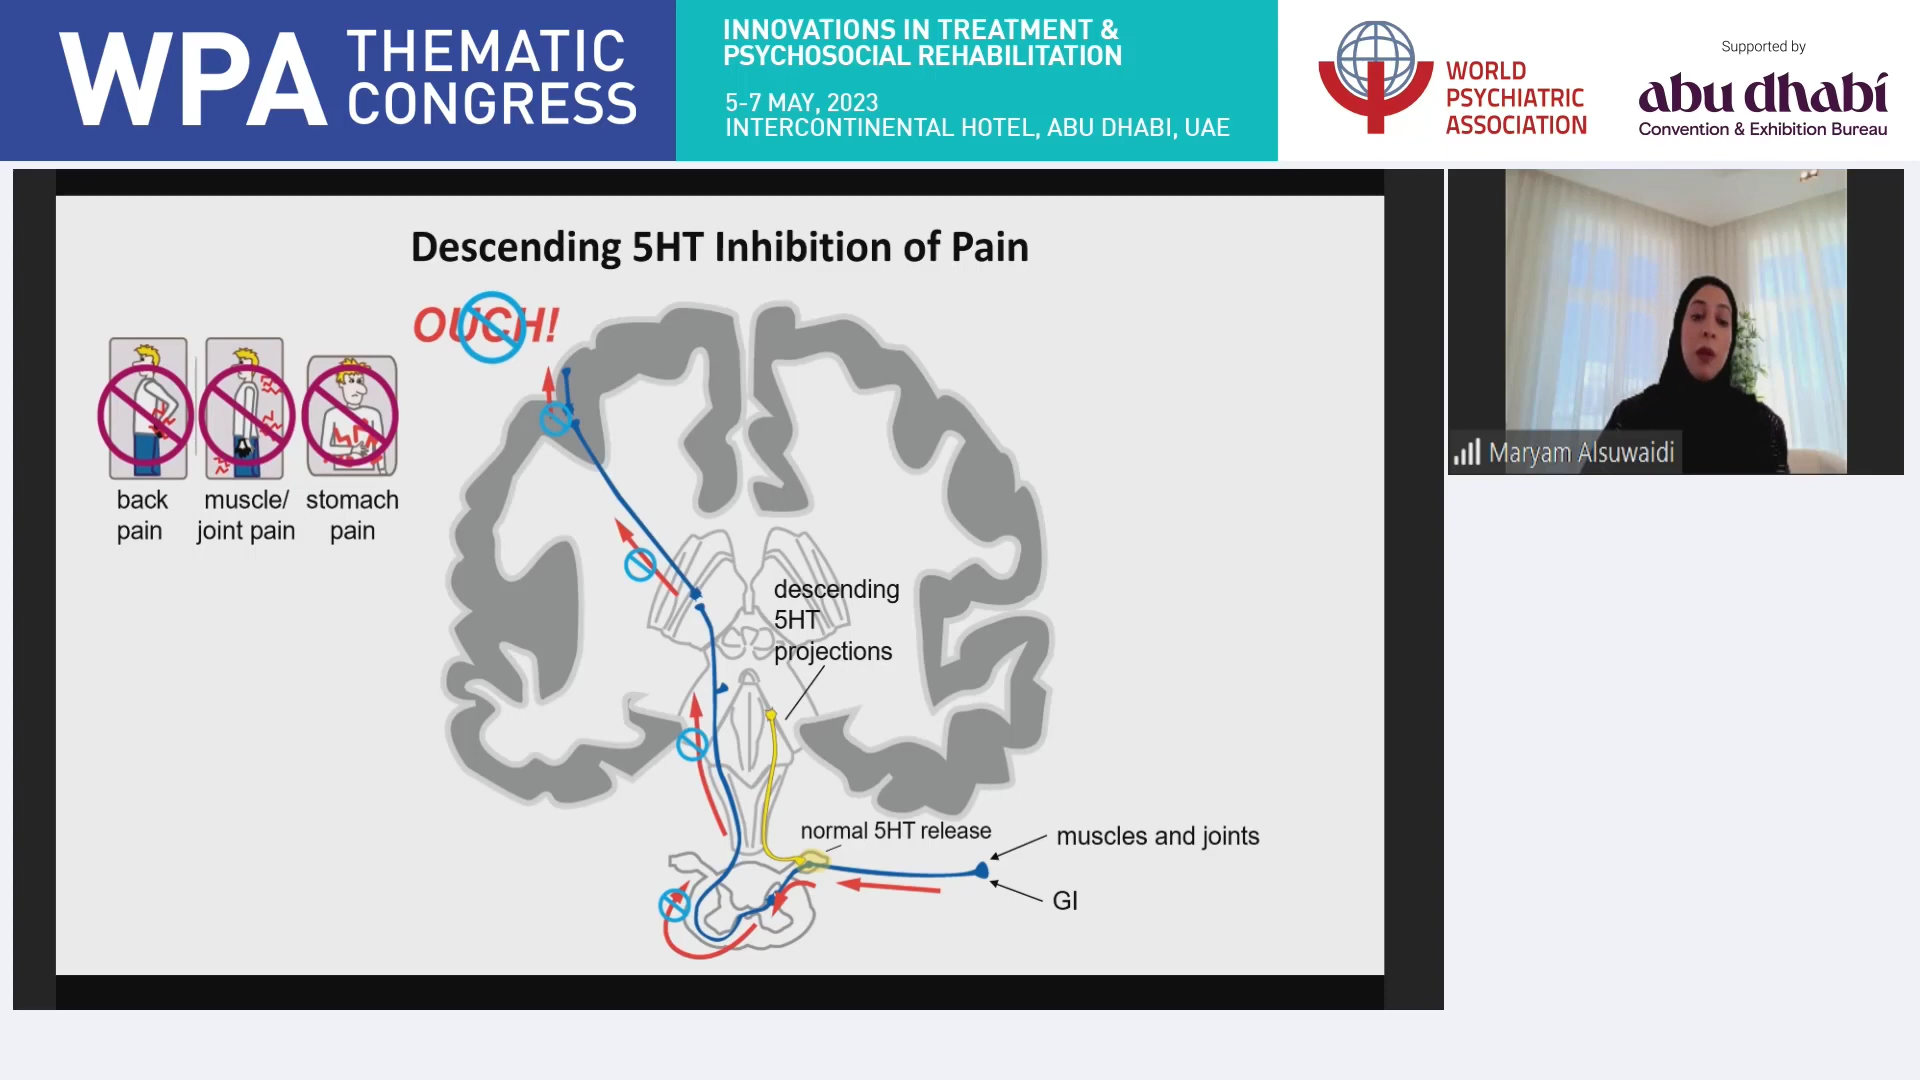 WPA THEMATIC
CONGRESS
INNOVATIONS IN TREATMENT &
PSYCHOSOCIAL REHABILITATION
5-7 MAY, 2023
INTERCONTINENTAL HOTEL, ABU DHABI, UAE
WORLD
PSYCHIATRIC
ASSOCIATION
Supported by
abu dhabi
Convention & Exhibition Bureau
Descending 5HT Inhibition of Pain
OUCH!
back
pain
muscle/
joint pain
stomach
pain
descending
5HT
projections
normal 5HT release
muscles and joints
GI
Maryam Alsuwaidi